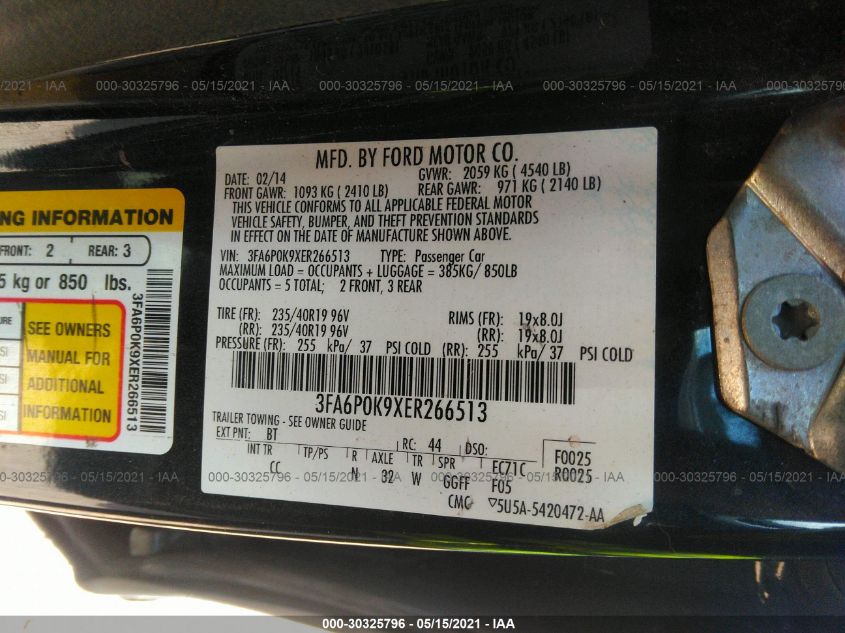 000-30325796 - 05/15/2021 - IAA
MFD. BY FORD MOTOR CO.
DATE: 02/14 GVWR: 2059 KG ( 4540 LB)
FRONT GAWR: 1093 KG ( 2410 LB) REAR GAWR: 971 KG ( 2140 LB)
THIS VEHICLE CONFORMS TO ALL APPLICABLE FEDERAL MOTOR
VEHICLE SAFETY, BUMPER, AND THEFT PREVENTION STANDARDS
IN EFFECT ON THE DATE OF MANUFACTURE SHOWN ABOVE.
VIN: 3FA6P0K9XER266513 TYPE: Passenger Car
MAXIMUM LOAD = OCCUPANTS + LUGGAGE = 385KG/ 850LB
OCCUPANTS = 5 TOTAL; 2 FRONT, 3 REAR
TIRE (FR): 235/40R19 96V RIMS (FR): 19x8.0J
(RR): 235/40R19 96V (RR): 19x8.0J
PRESSURE (FR): 255 kPa/ 37 PSI COLD (RR): 255 kPa/ 37 PSI COLD
3FA6P0K9XER266513
TRAILER TOWING - SEE OWNER GUIDE
EXT PNT: BT RC: 44 DSO:
INT TR TP/PS R AXLE TR SPR EC71C F0025
CC N 32 W GGFF F05 R0025
CMC ▽5U5A-5420472-AA
NG INFORMATION
FRONT: 2 REAR: 3
5 kg or 850 lbs.
SEE OWNERS
MANUAL FOR
ADDITIONAL
INFORMATION
3FA6P0K9XER266513
000-30325796 - 05/15/2021 - IAA